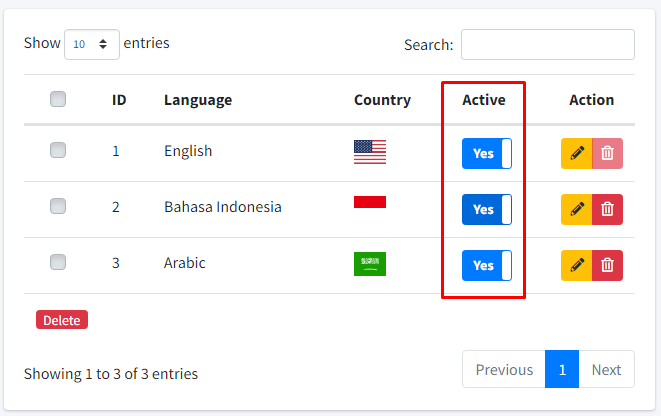 Show 10 entries Search:
ID Language Country Active Action
1 English Yes
2 Bahasa Indonesia Yes
3 Arabic Yes
Delete
Showing 1 to 3 of 3 entries Previous 1 Next